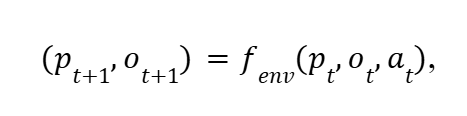 (p_{t+1}, o_{t+1}) = f_{env}(p_t, o_t, a_t),